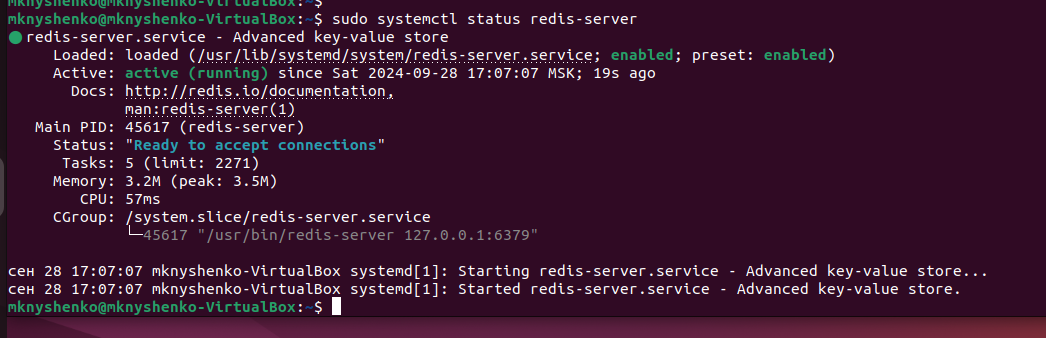 mknyshenko@mknyshenko-VirtualBox:~$
mknyshenko@mknyshenko-VirtualBox:~$ sudo systemctl status redis-server
● redis-server.service - Advanced key-value store
Loaded: loaded (/usr/lib/systemd/system/redis-server.service; enabled; preset: enabled)
Active: active (running) since Sat 2024-09-28 17:07:07 MSK; 19s ago
Docs: http://redis.io/documentation,
man:redis-server(1)
Main PID: 45617 (redis-server)
Status: "Ready to accept connections"
Tasks: 5 (limit: 2271)
Memory: 3.2M (peak: 3.5M)
CPU: 57ms
CGroup: /system.slice/redis-server.service
└─45617 "/usr/bin/redis-server 127.0.0.1:6379"
сен 28 17:07:07 mknyshenko-VirtualBox systemd[1]: Starting redis-server.service - Advanced key-value store...
сен 28 17:07:07 mknyshenko-VirtualBox systemd[1]: Started redis-server.service - Advanced key-value store.
mknyshenko@mknyshenko-VirtualBox:~$